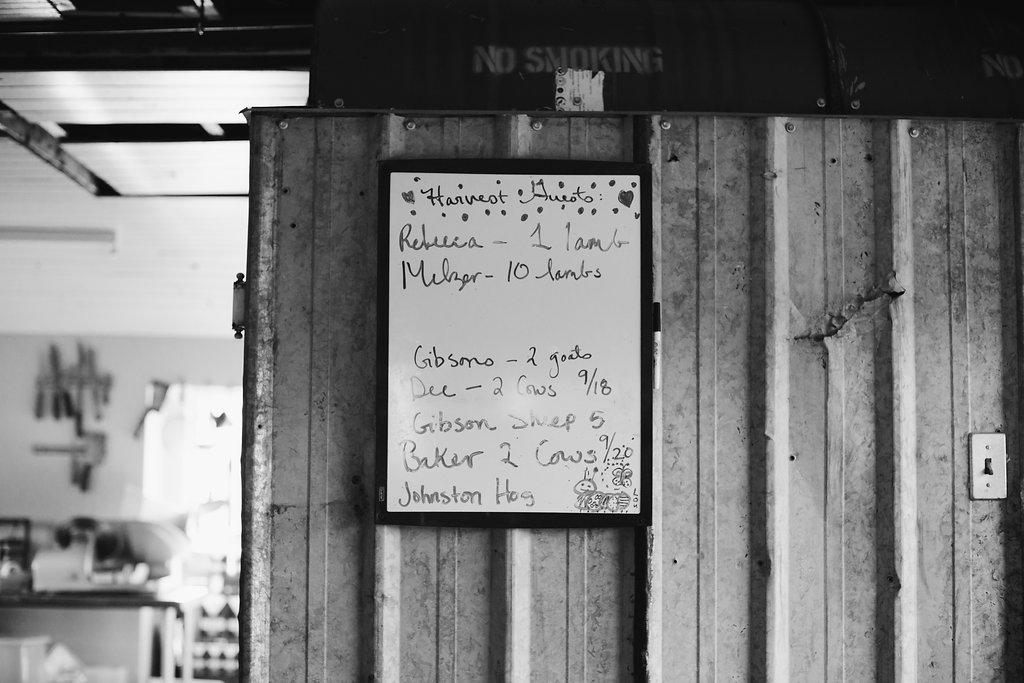 NO SMOKING
NO
Harvest Guests:
Rebecca - 1 lamb
Melzer - 10 lambs
Gibsons - 2 goats
Dee - 2 Cows 9/18
Gibson Sheep 5
Baker 2 Cows 9/20
Johnston Hog